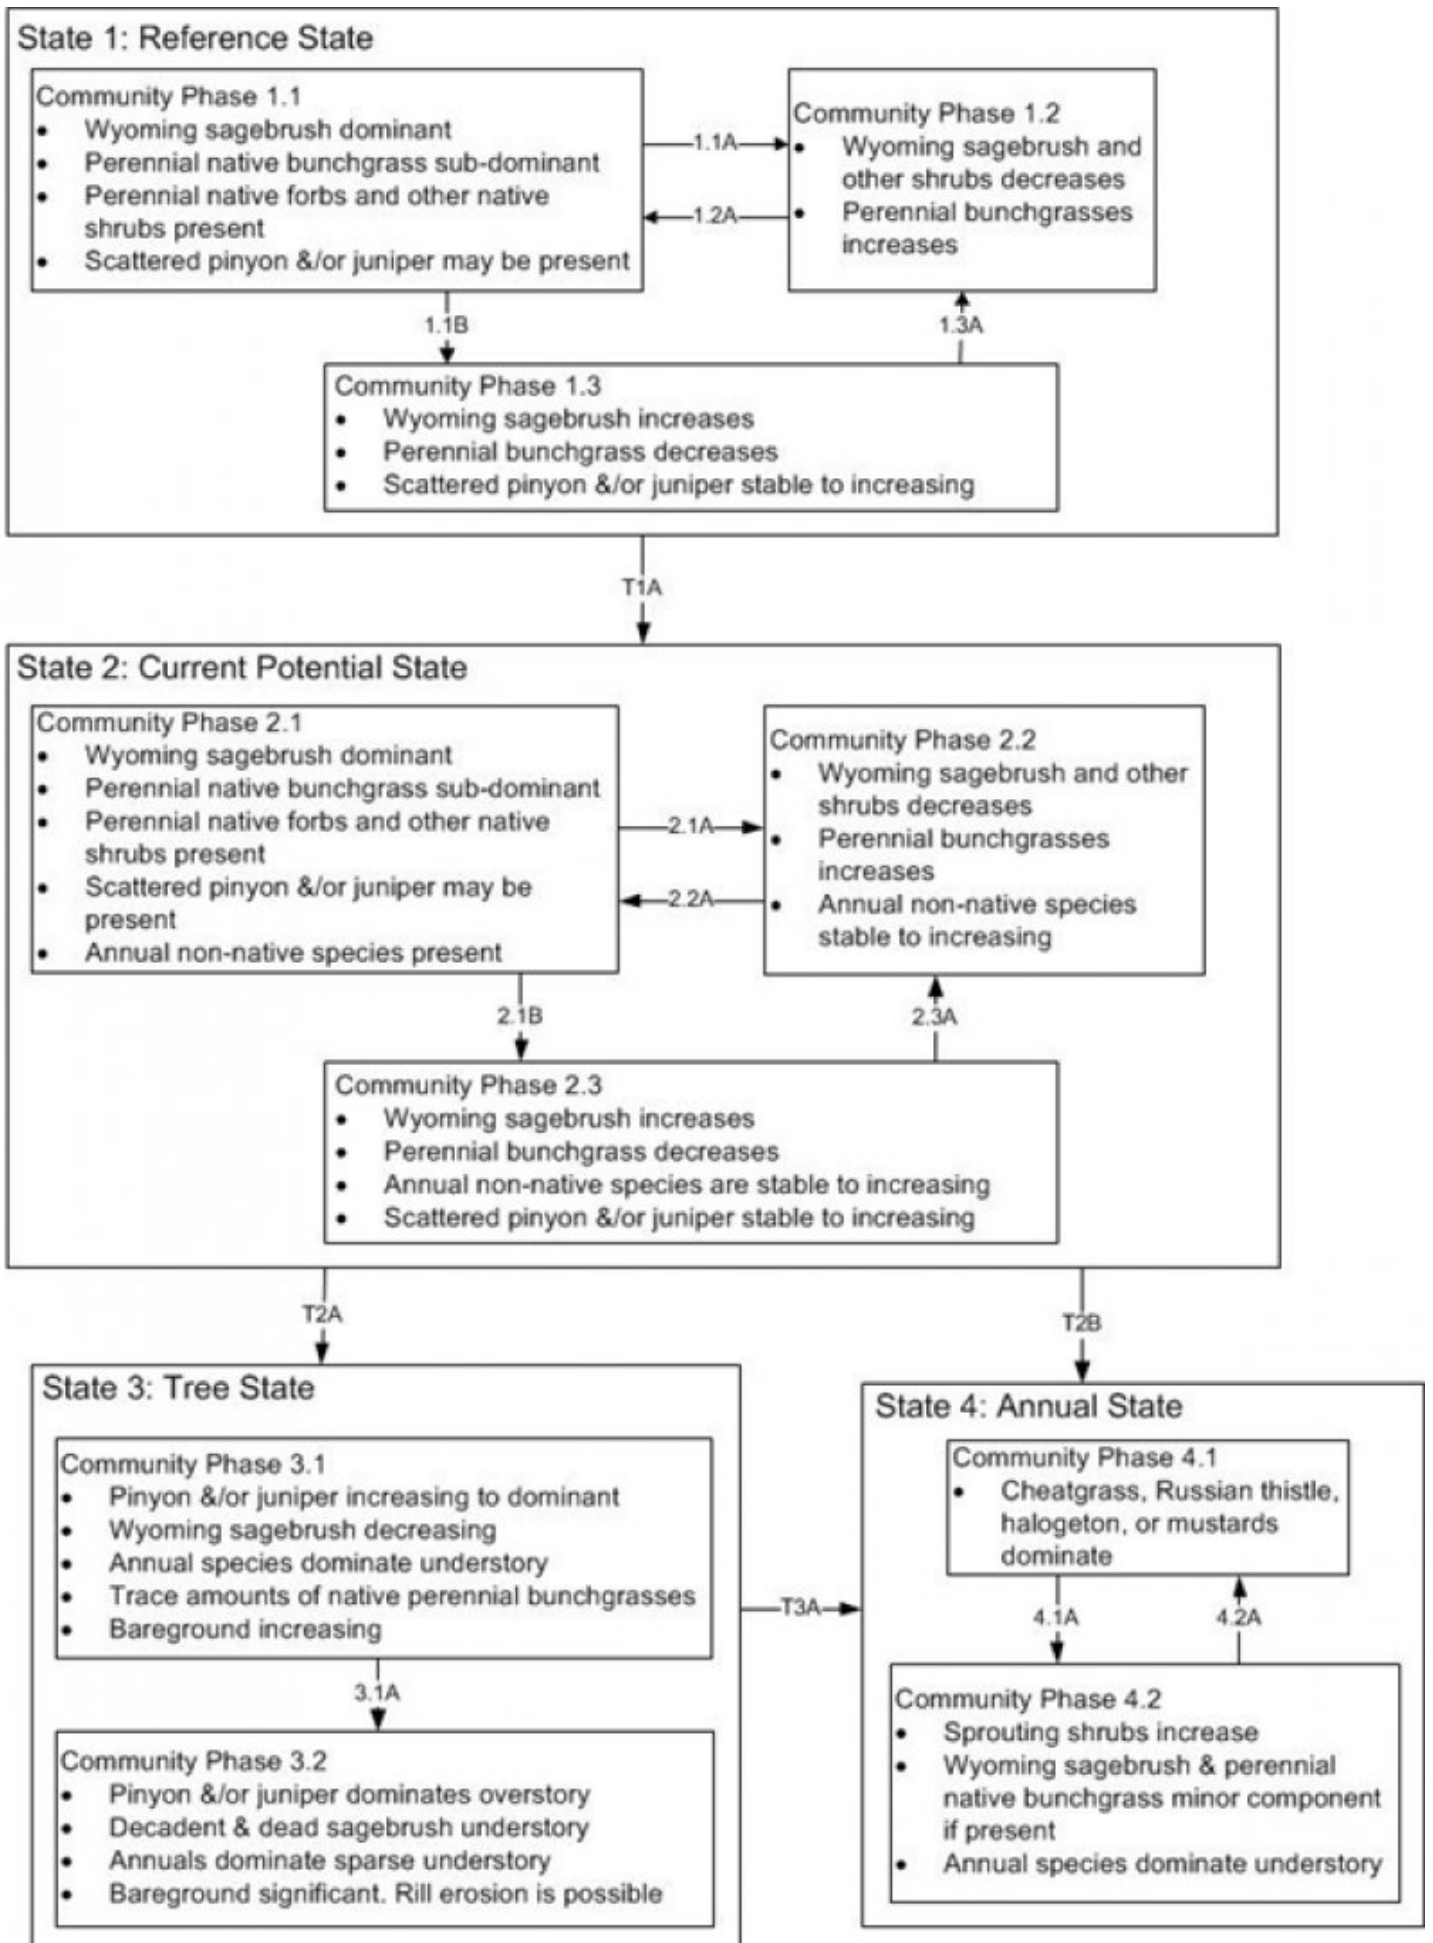 State 1: Reference State
Community Phase 1.1
• Wyoming sagebrush dominant
• Perennial native bunchgrass sub-dominant
• Perennial native forbs and other native
shrubs present
• Scattered pinyon &/or juniper may be present
1.1A
1.2A
Community Phase 1.2
• Wyoming sagebrush and
other shrubs decreases
• Perennial bunchgrasses
increases
1.1B
1.3A
Community Phase 1.3
• Wyoming sagebrush increases
• Perennial bunchgrass decreases
• Scattered pinyon &/or juniper stable to increasing
T1A
State 2: Current Potential State
Community Phase 2.1
• Wyoming sagebrush dominant
• Perennial native bunchgrass sub-dominant
• Perennial native forbs and other native
shrubs present
• Scattered pinyon &/or juniper may be
present
• Annual non-native species present
2.1A
2.2A
Community Phase 2.2
• Wyoming sagebrush and other
shrubs decreases
• Perennial bunchgrasses
increases
• Annual non-native species
stable to increasing
2.1B
2.3A
Community Phase 2.3
• Wyoming sagebrush increases
• Perennial bunchgrass decreases
• Annual non-native species are stable to increasing
• Scattered pinyon &/or juniper stable to increasing
T2A
T2B
State 3: Tree State
Community Phase 3.1
• Pinyon &/or juniper increasing to dominant
• Wyoming sagebrush decreasing
• Annual species dominate understory
• Trace amounts of native perennial bunchgrasses
• Bareground increasing
3.1A
Community Phase 3.2
• Pinyon &/or juniper dominates overstory
• Decadent & dead sagebrush understory
• Annuals dominate sparse understory
• Bareground significant. Rill erosion is possible
T3A
State 4: Annual State
Community Phase 4.1
• Cheatgrass, Russian thistle,
halogeton, or mustards
dominate
4.1A
4.2A
Community Phase 4.2
• Sprouting shrubs increase
• Wyoming sagebrush & perennial
native bunchgrass minor component
if present
• Annual species dominate understory